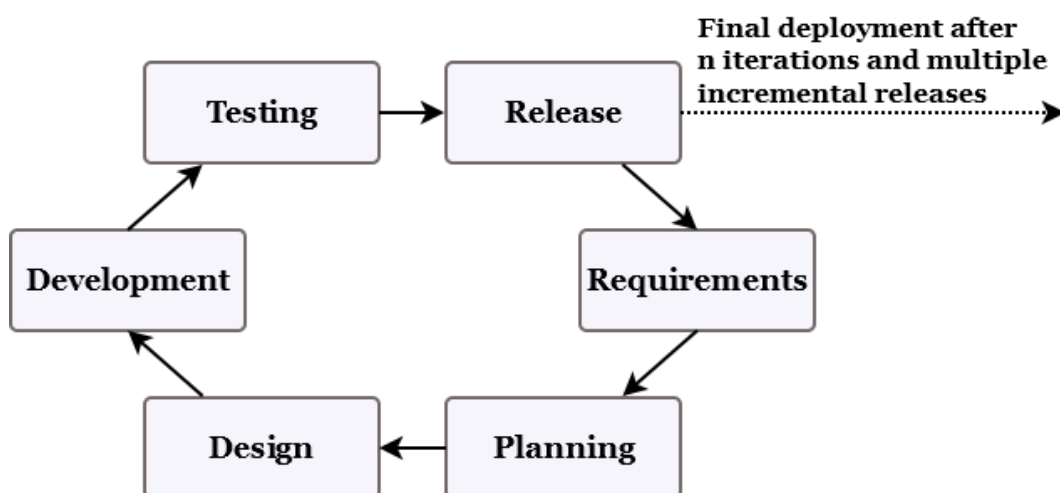 Final deployment after
n iterations and multiple
incremental releases
Testing
Release
Development
Requirements
Design
Planning